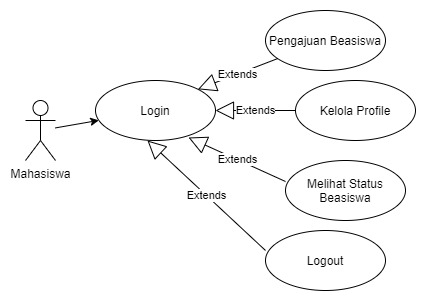 Pengajuan Beasiswa
Extends
Login
Extends
Kelola Profile
Mahasiswa
Extends
Melihat Status
Beasiswa
Extends
Logout